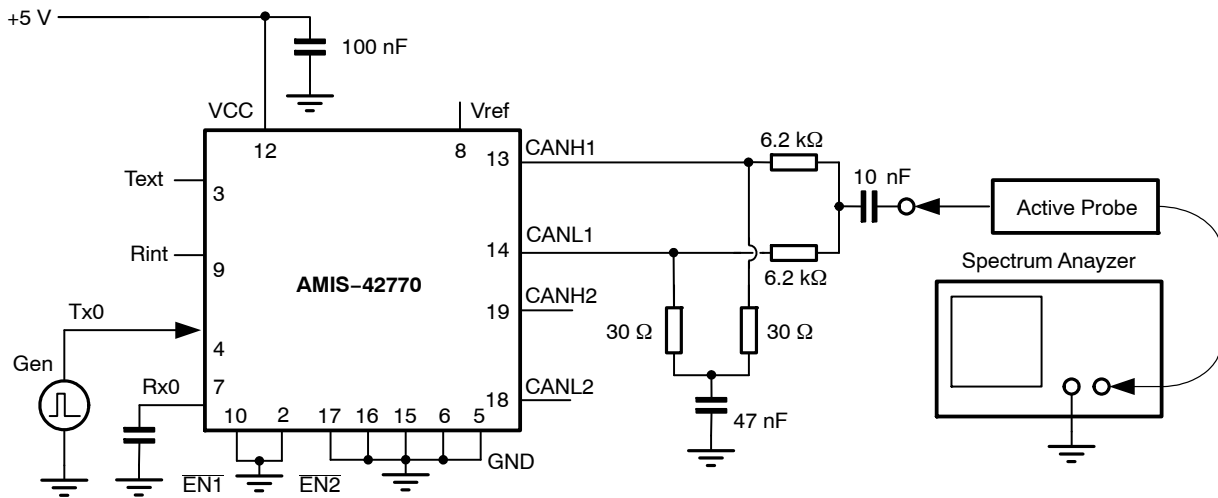 +5 V
100 nF
VCC
Vref
12
8
13
CANH1
6.2 kΩ
10 nF
Active Probe
Text
3
Rint
9
14
CANL1
6.2 kΩ
Spectrum Anayzer
AMIS−42770
19
CANH2
Tx0
4
30 Ω
30 Ω
Gen
Rx0
7
18
CANL2
47 nF
10
2
17
16
15
6
5
EN1
EN2
GND